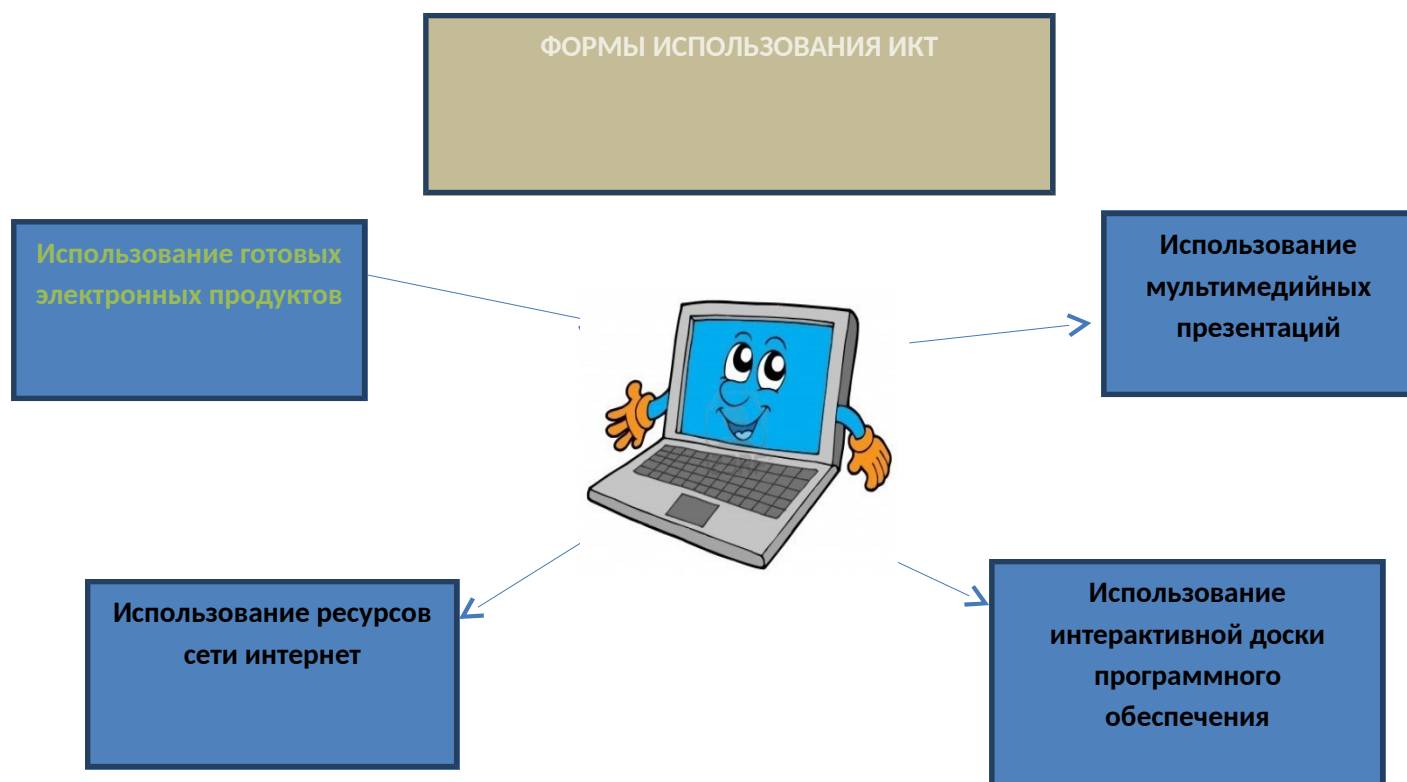 ФОРМЫ ИСПОЛЬЗОВАНИЯ ИКТ
Использование готовых
электронных продуктов
Использование
мультимедийных
презентаций
Использование ресурсов
сети интернет
Использование
интерактивной доски
программного
обеспечения